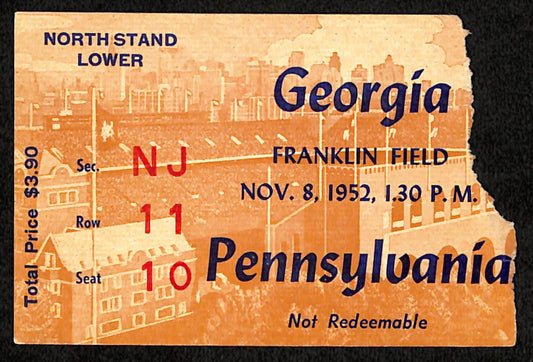 NORTH STAND
LOWER
Total Price $3.90
Sec. NJ
Row 11
Seat 10
Georgia
FRANKLIN FIELD
NOV. 8, 1952, 1.30 P.M.
Pennsylvania
Not Redeemable